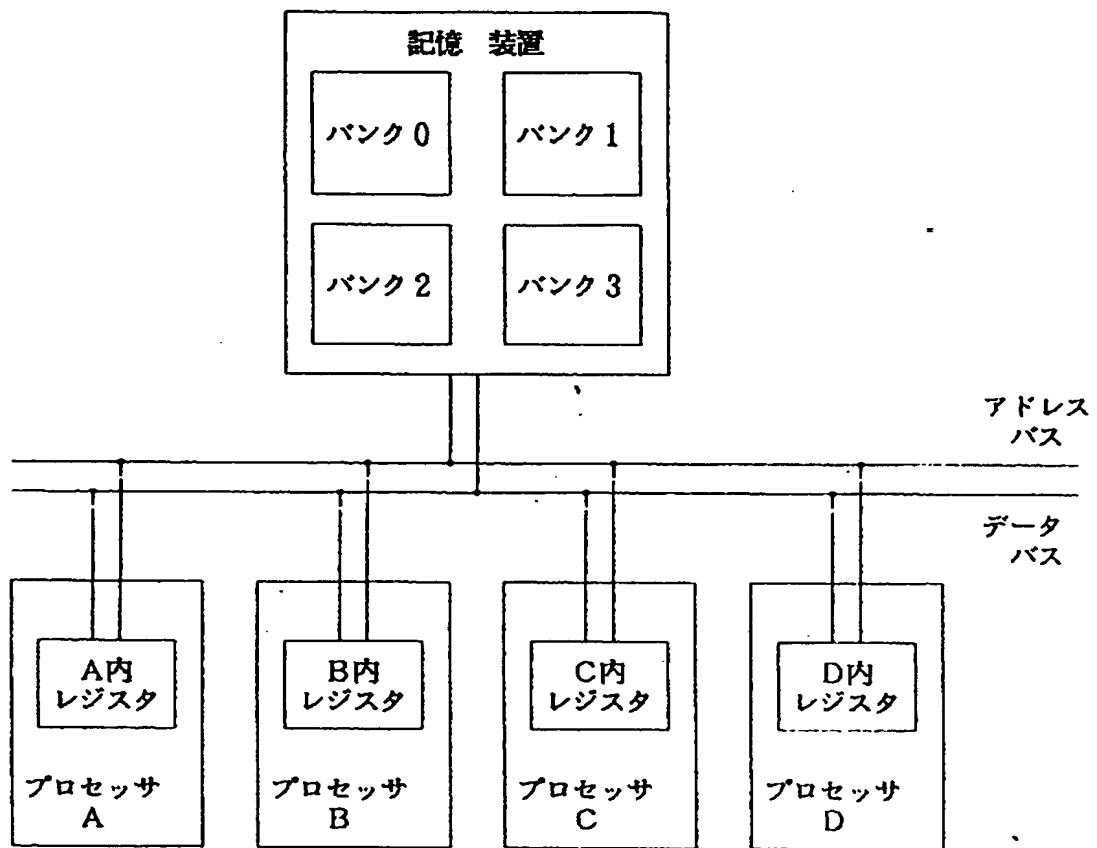 記憶 装置
バンク0
バンク1
バンク2
バンク3
アドレス
バス
データ
バス
A内
レジスタ
プロセッサ
A
B内
レジスタ
プロセッサ
B
C内
レジスタ
プロセッサ
C
D内
レジスタ
プロセッサ
D